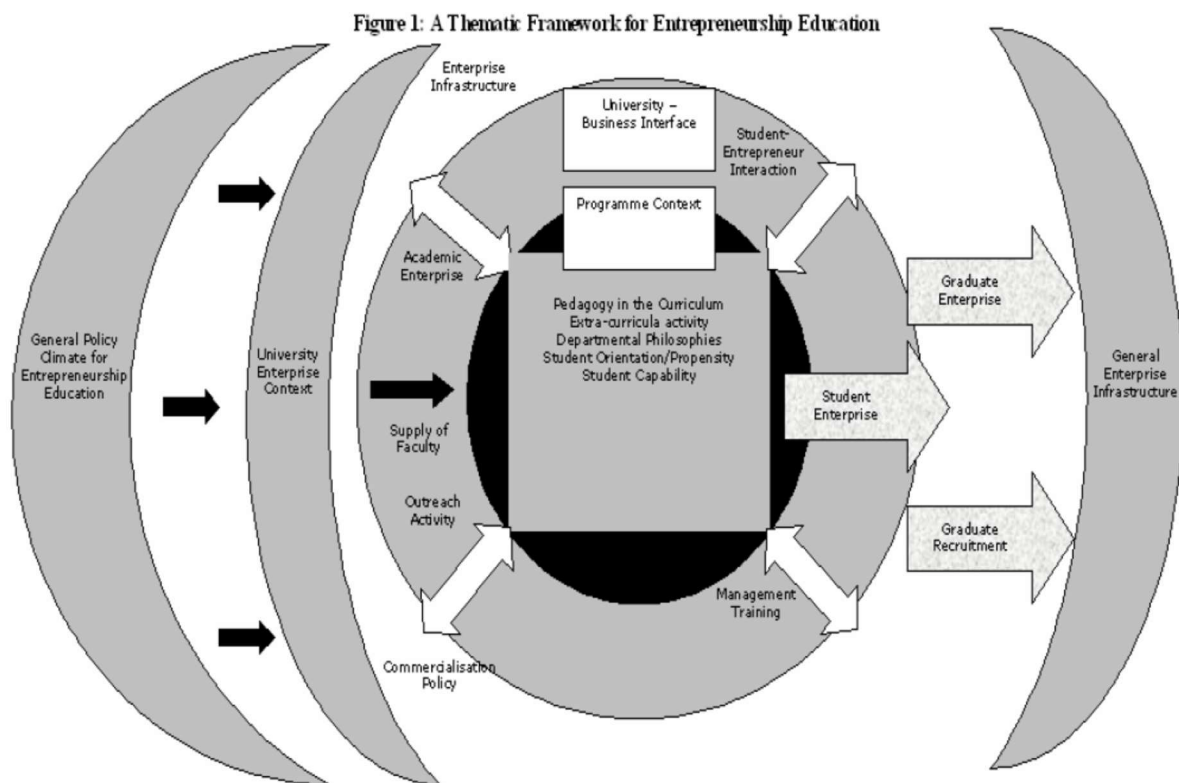 Figure 1: A Thematic Framework for Entrepreneurship Education
Enterprise
Infrastructure
University –
Business Interface
Student-
Entrepreneur
Interaction
Programme Context
Academic
Enterprise
Pedagogy in the Curriculum
Extra-curricula activity
Departmental Philosophies
Student Orientation/Propensity
Student Capability
General Policy
Climate for
Entrepreneurship
Education
University
Enterprise
Context
Supply of
Faculty
Outreach
Activity
Commercialisation
Policy
Management
Training
Graduate
Enterprise
Student
Enterprise
Graduate
Recruitment
General
Enterprise
Infrastructure